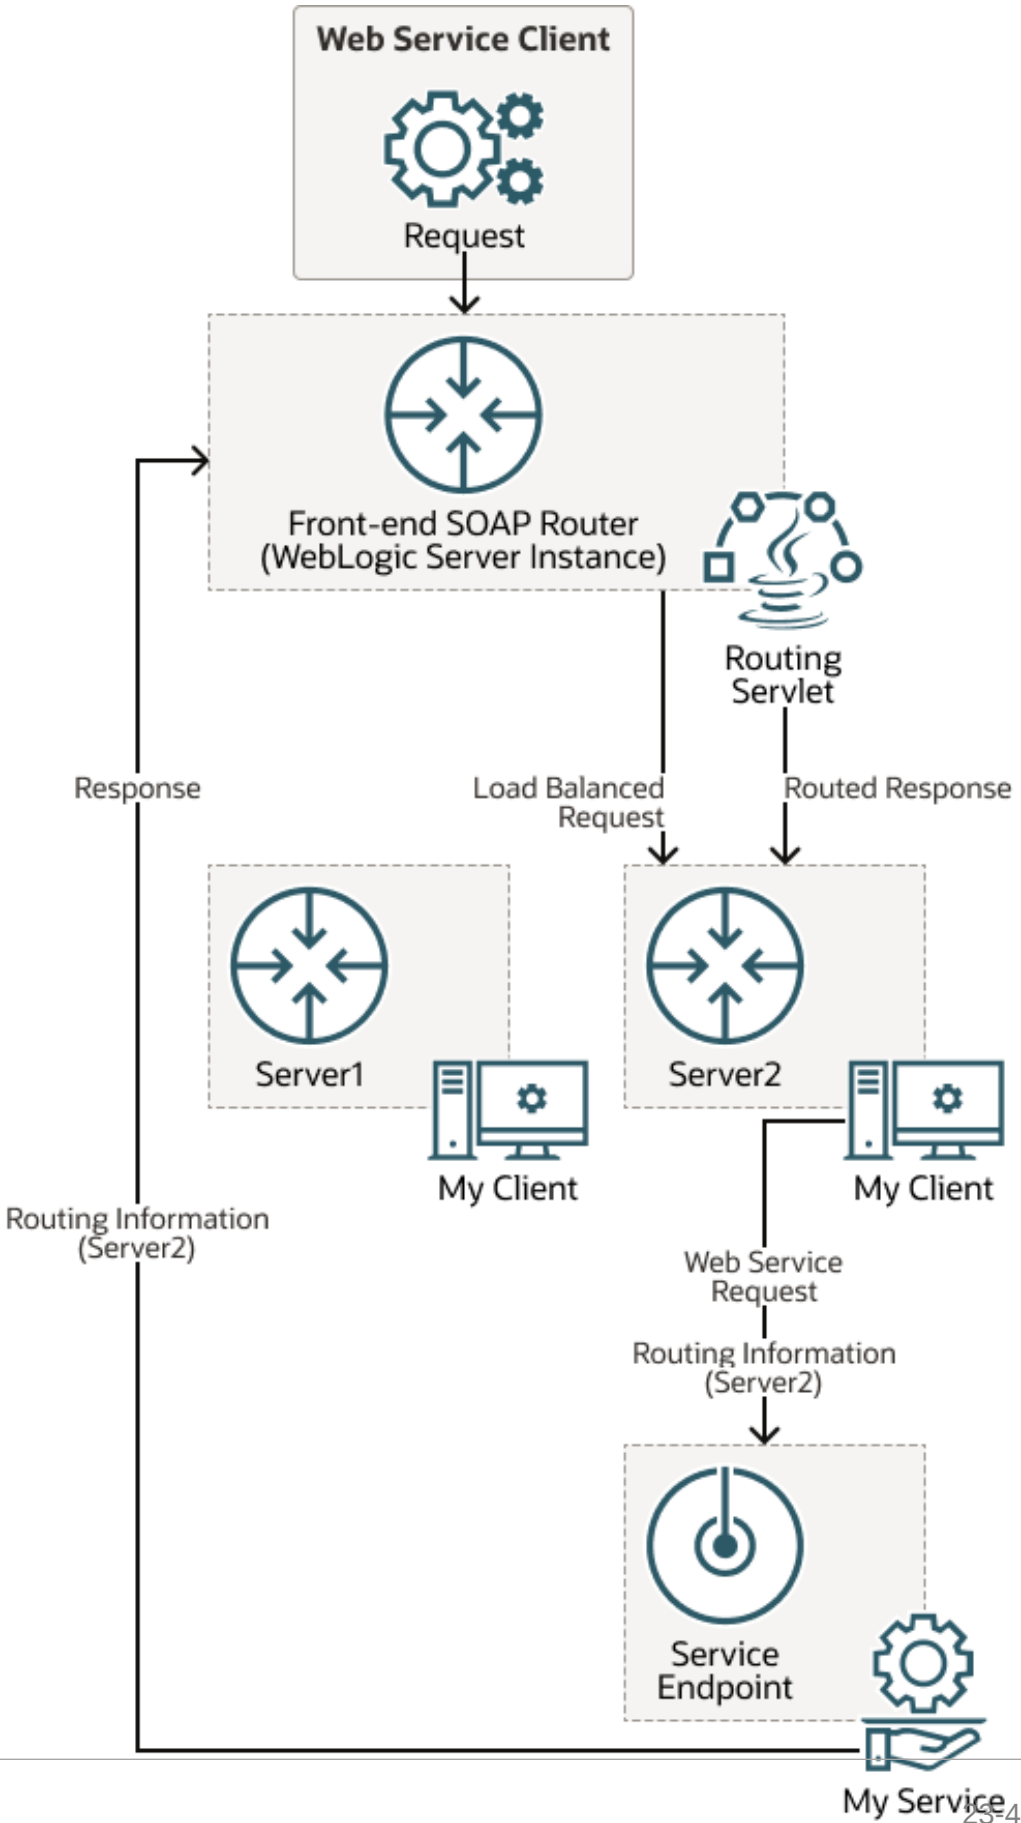 Web Service Client
Request
Front-end SOAP Router
(WebLogic Server Instance)
Routing
Servlet
Response
Load Balanced
Request
Routed Response
Server1
Server2
My Client
My Client
Routing Information
(Server2)
Web Service
Request
Routing Information
(Server2)
Service
Endpoint
My Service
23-4